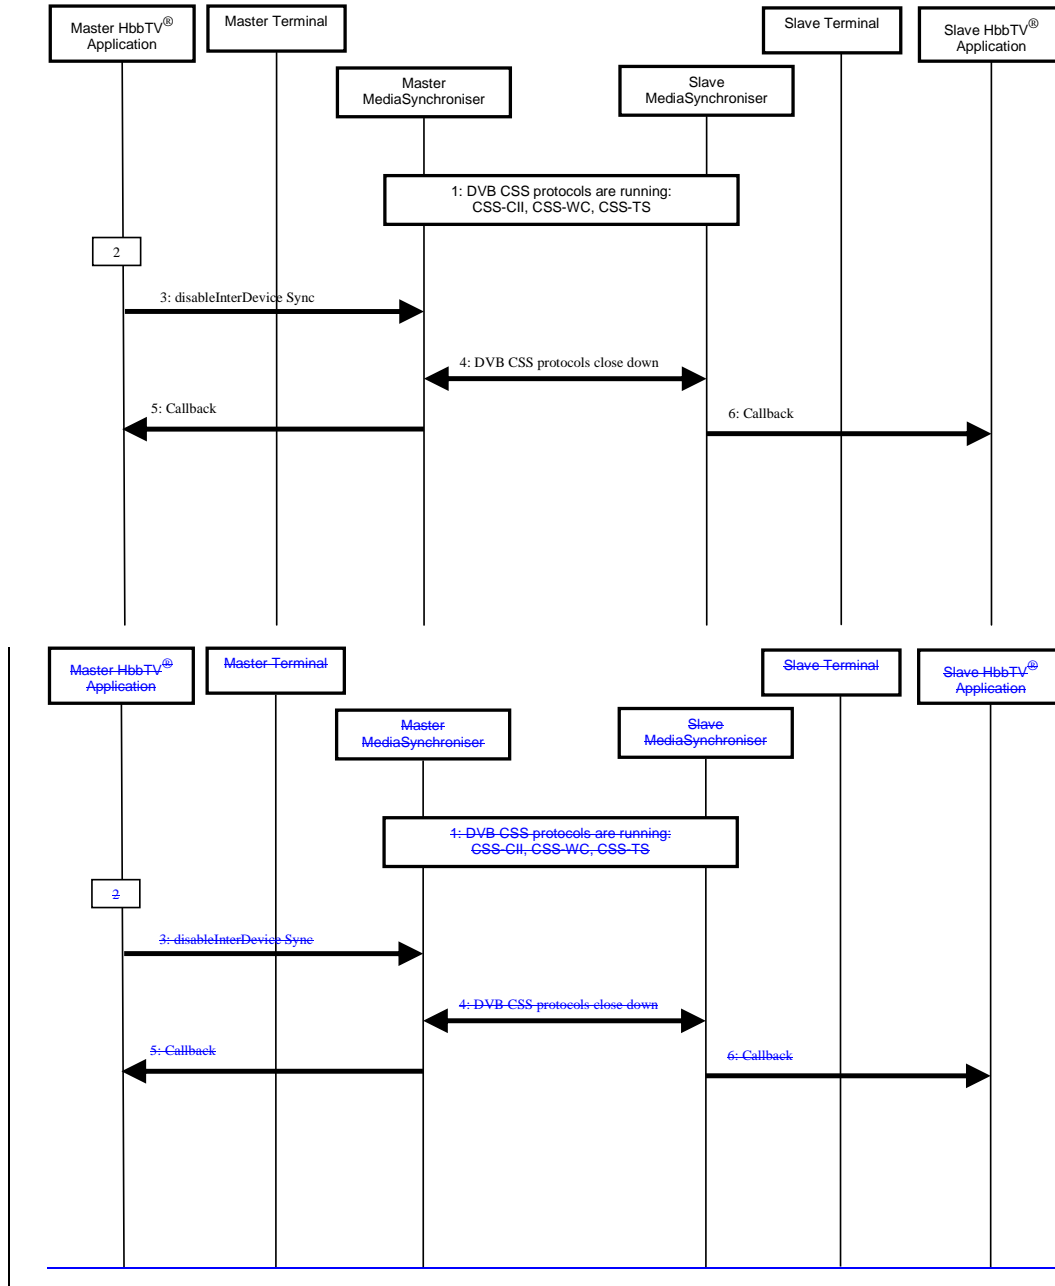 Master HbbTV®
Application
Master Terminal
Slave Terminal
Slave HbbTV®
Application
Master
MediaSynchroniser
Slave
MediaSynchroniser
1: DVB CSS protocols are running:
CSS-CII, CSS-WC, CSS-TS
2
3: disableInterDevice Sync
4: DVB CSS protocols close down
5: Callback
6: Callback
Master HbbTV®
Application
Master Terminal
Slave Terminal
Slave HbbTV®
Application
Master
MediaSynchroniser
Slave
MediaSynchroniser
1: DVB CSS protocols are running:
CSS-CII, CSS-WC, CSS-TS
2
3: disableInterDevice Sync
4: DVB CSS protocols close down
5: Callback
6: Callback